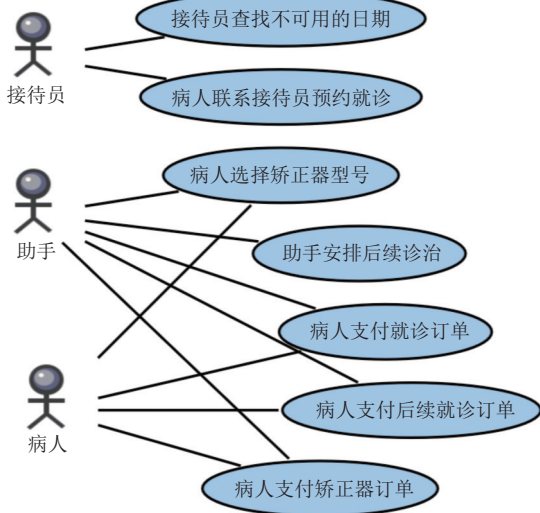 接待员查找不可用的日期
接待员
病人联系接待员预约就诊
病人选择矫正器型号
助手
助手安排后续诊治
病人支付就诊订单
病人支付后续就诊订单
病人
病人支付矫正器订单